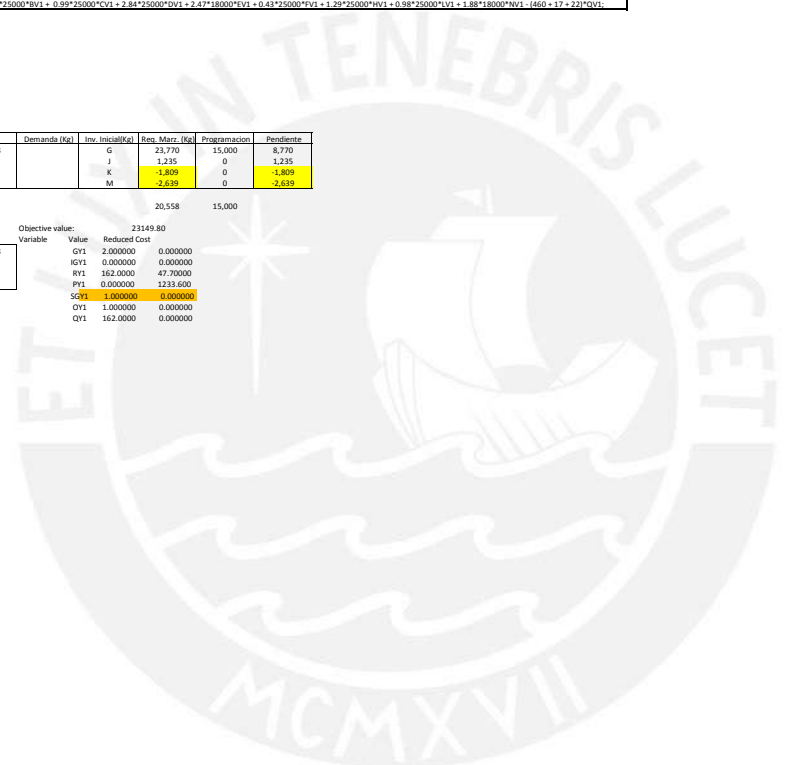 *25000*BV1 + 0.99*25000*CV1 + 2.84*25000*DV1 + 2.47*18000*EV1 + 0.43*25000*FV1 + 1.29*25000*HV1 + 0.98*25000*LV1 + 1.88*18000*NV1 - (460 + 17 + 22)*QV1;
Demanda (Kg) Inv. Inicial(Kg) Req. Marz. (Kg) Programacion Pendiente
G 23,770 15,000 8,770
J 1,235 0 1,235
K -1,809 0 -1,809
M -2,639 0 -2,639
20,558 15,000
Objective value: 23149.80
Variable Value Reduced Cost
GY1 2.000000 0.000000
IGY1 0.000000 0.000000
RY1 162.0000 47.70000
PY1 0.000000 1233.600
SGY1 1.000000 0.000000
OY1 1.000000 0.000000
QY1 162.0000 0.000000
ET LVX IN TENEBRIS LUCET
MCMXVII